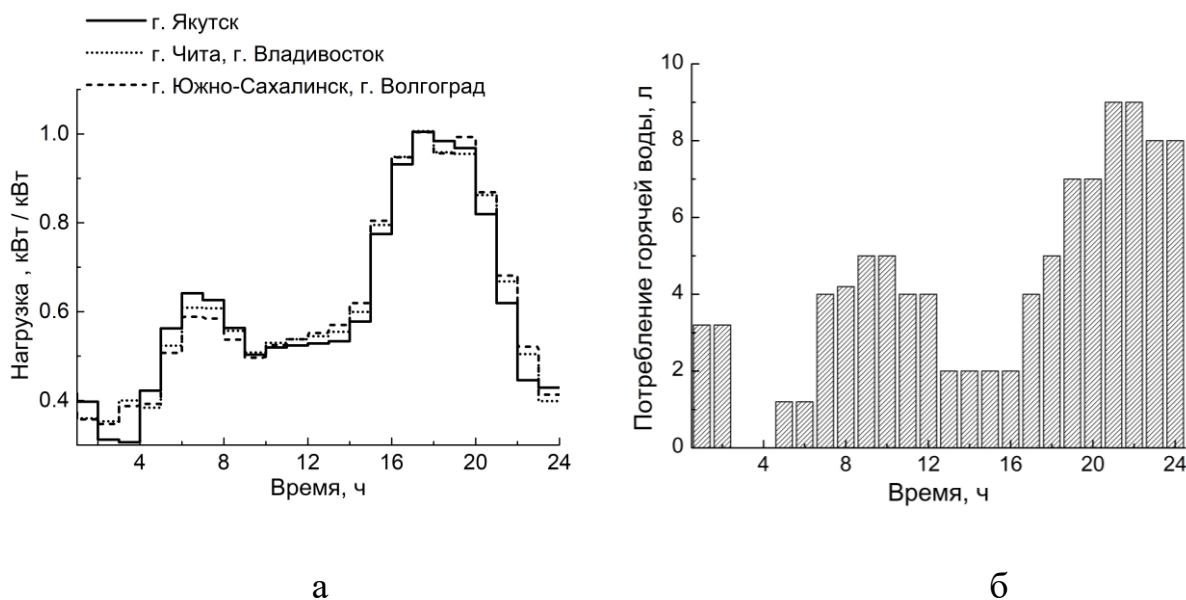 г. Якутск
г. Чита, г. Владивосток
г. Южно-Сахалинск, г. Волгоград
Нагрузка , кВт / кВт
1.0
0.8
0.6
0.4
4 8 12 16 20 24
Время, ч
а
Потребление горячей воды, л
10
8
6
4
2
0
4 8 12 16 20 24
Время, ч
б